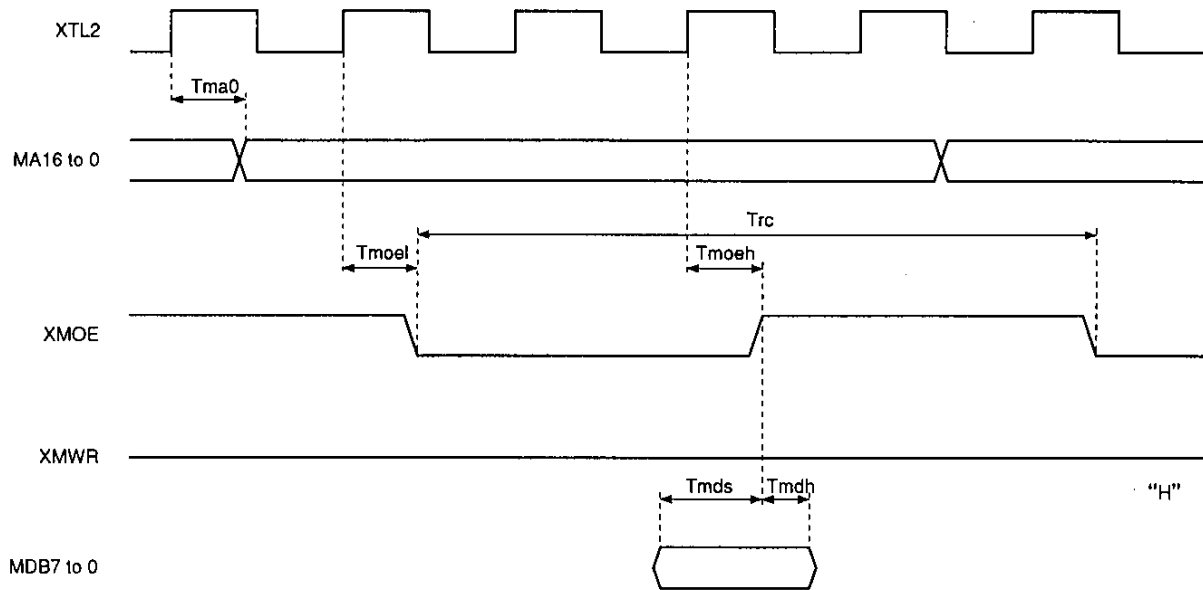 XTL2
Tma0
MA16 to 0
Trc
Tmoel
Tmoeh
XMOE
XMWR
Tmds
Tmdh
"H"
MDB7 to 0